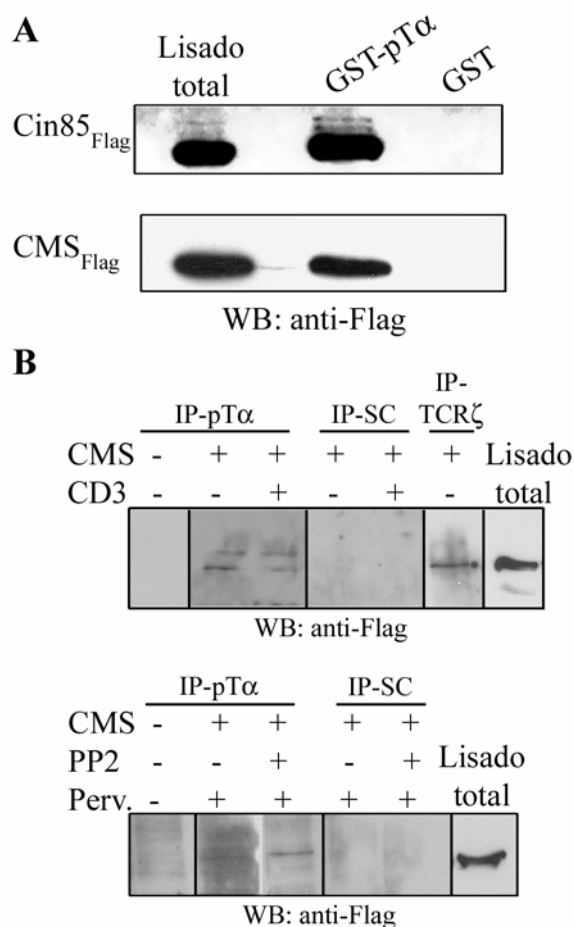 A
Lisado total
GST-pTα
GST
Cin85Flag
CMSFlag
WB: anti-Flag
B
IP-pTα IP-SC IP-TCRζ
CMS - + + + + + Lisado total
CD3 - - + - + -
WB: anti-Flag
IP-pTα IP-SC
CMS - + + + + Lisado total
PP2 - - + - +
Perv. - + + + +
WB: anti-Flag